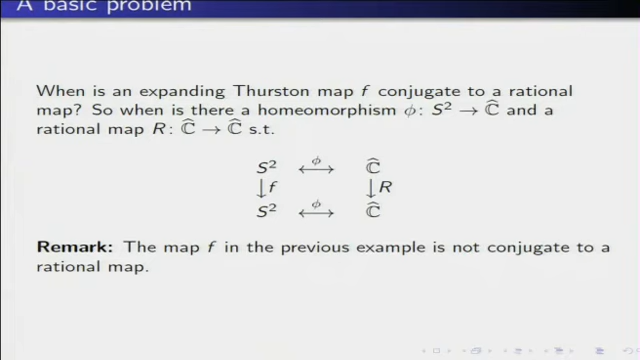 A basic problem
When is an expanding Thurston map f conjugate to a rational
map? So when is there a homeomorphism ϕ: S² → Ĉ and a
rational map R: Ĉ → Ĉ s.t.
S² ⟷ϕ Ĉ
↓f ↓R
S² ⟷ϕ Ĉ
Remark: The map f in the previous example is not conjugate to a
rational map.